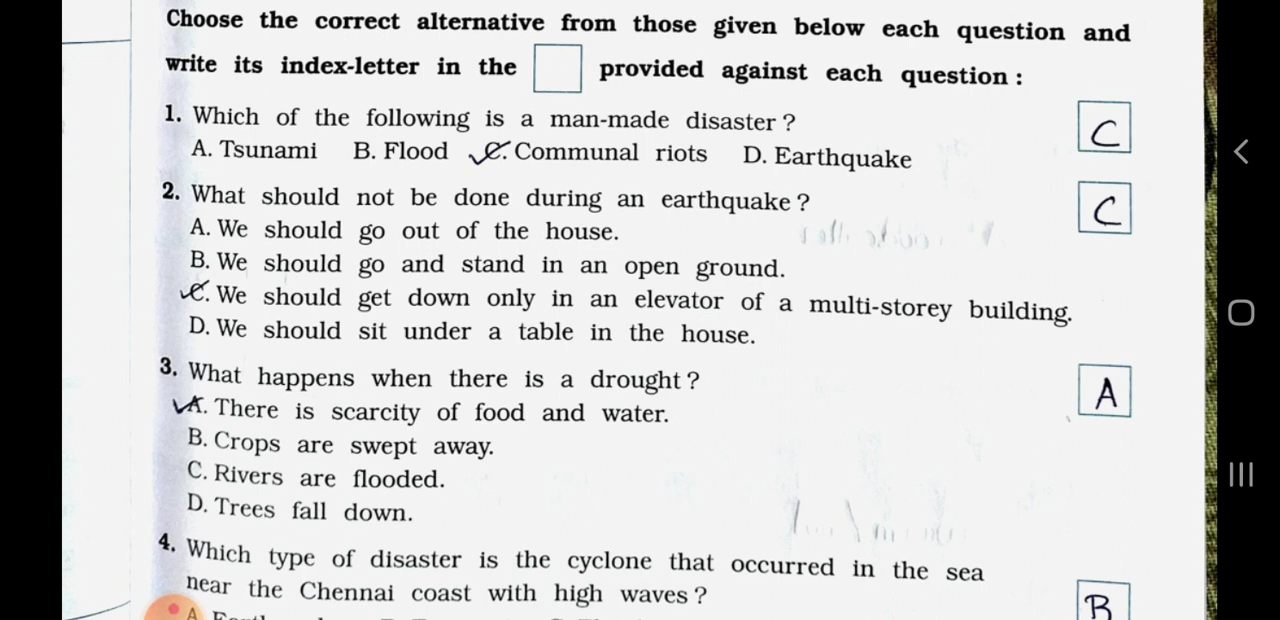 Choose the correct alternative from those given below each question and
write its index-letter in the provided against each question :
1. Which of the following is a man-made disaster ? C
A. Tsunami B. Flood C. Communal riots D. Earthquake
2. What should not be done during an earthquake ? C
A. We should go out of the house.
B. We should go and stand in an open ground.
C. We should get down only in an elevator of a multi-storey building.
D. We should sit under a table in the house.
3. What happens when there is a drought ? A
A. There is scarcity of food and water.
B. Crops are swept away.
C. Rivers are flooded.
D. Trees fall down.
4. Which type of disaster is the cyclone that occurred in the sea
near the Chennai coast with high waves ? B
A